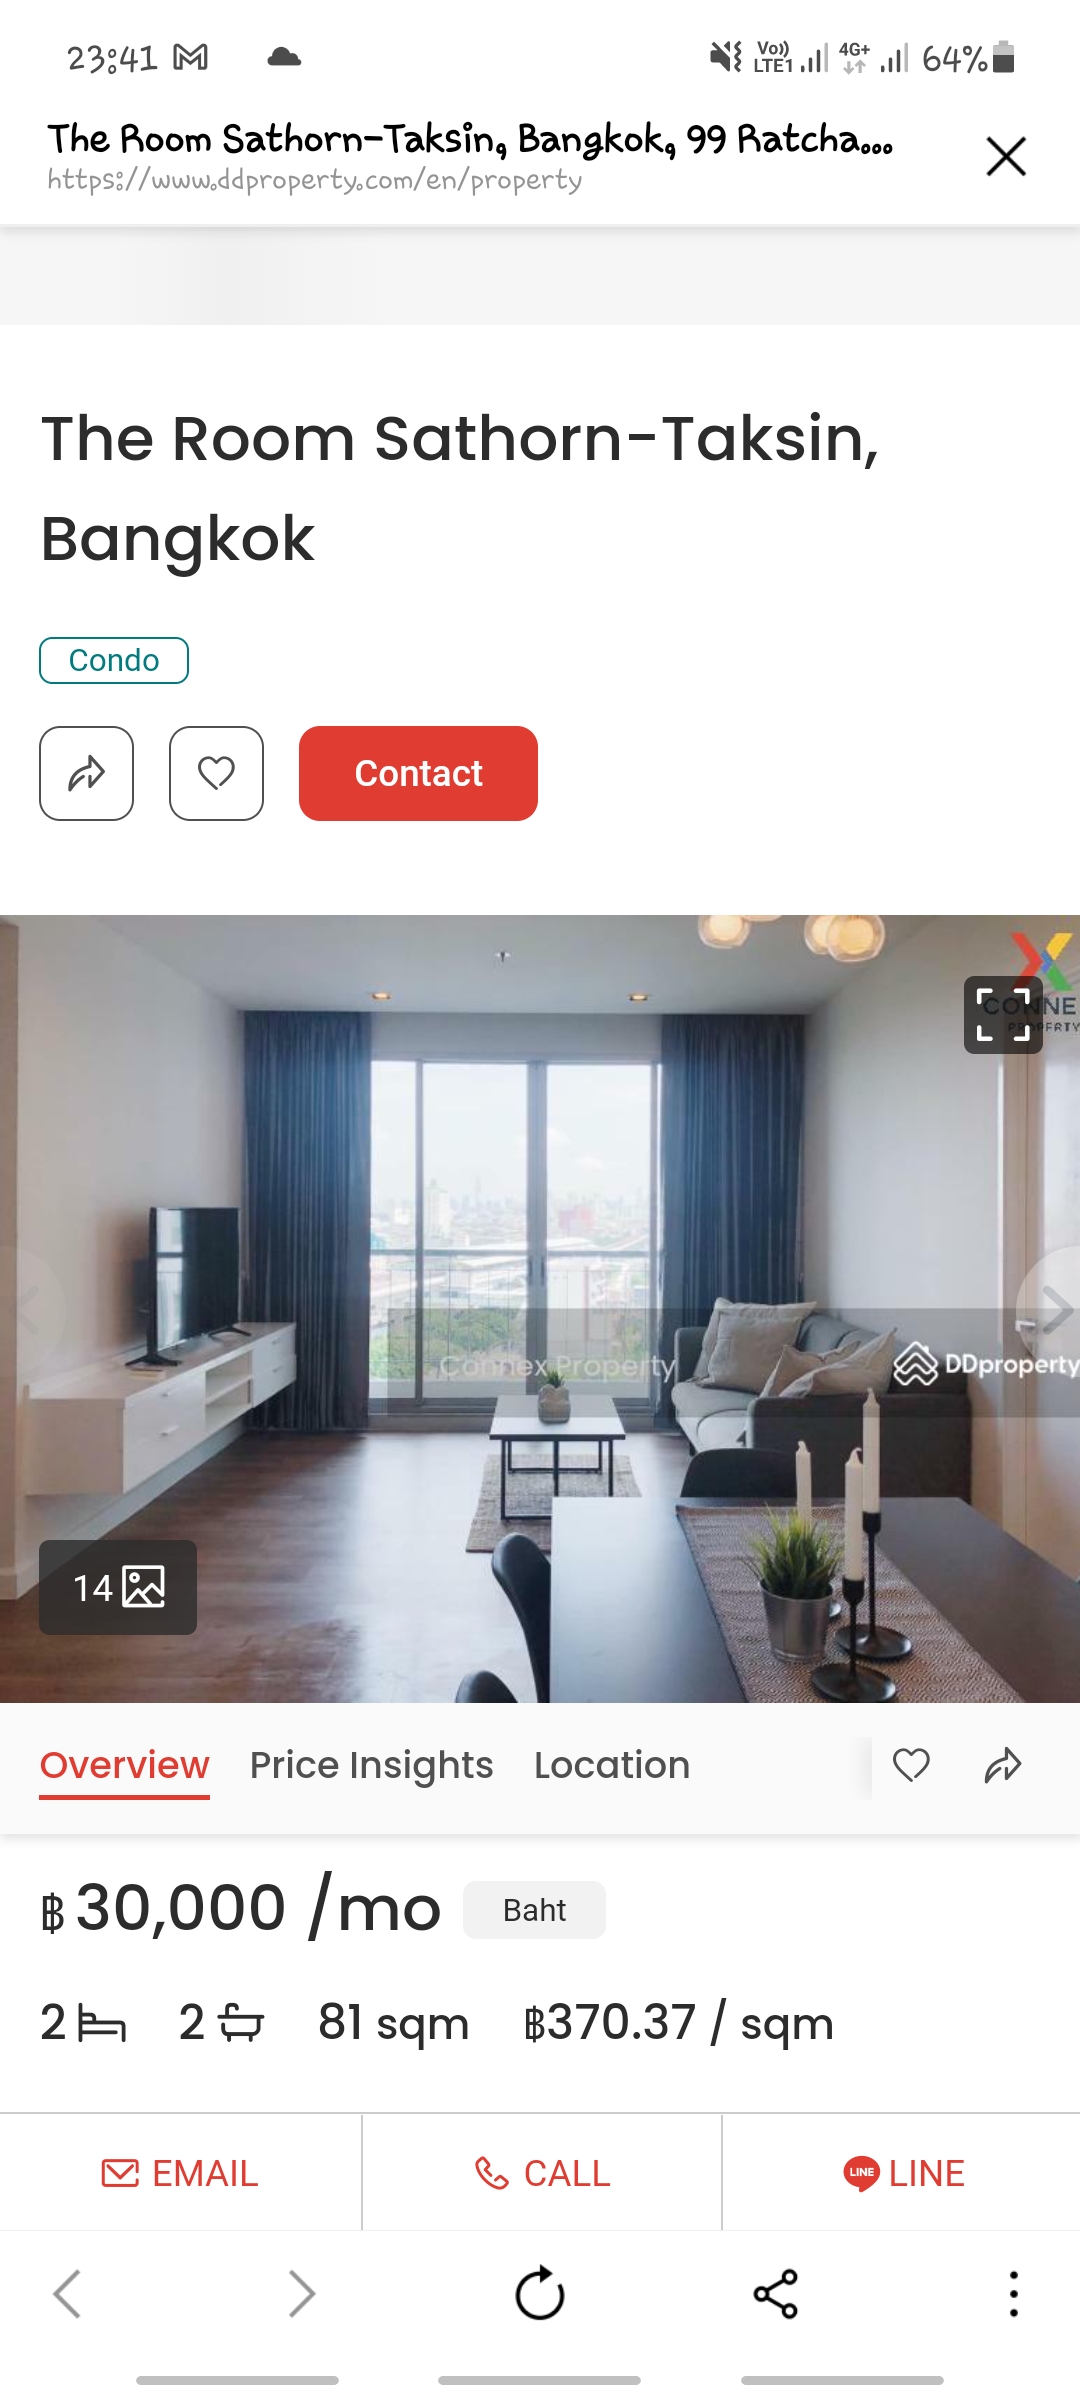 23:41
Vo))
LTE1
4G+
64%
The Room Sathorn-Taksin, Bangkok, 99 Ratcha...
https://www.ddproperty.com/en/property
The Room Sathorn-Taksin,
Bangkok
Condo
Contact
CONNE
PROPERTY
Connex Property
DDproperty
14
Overview Price Insights Location
฿30,000 /mo Baht
2 2 81 sqm ฿370.37 / sqm
EMAIL CALL LINE LINE